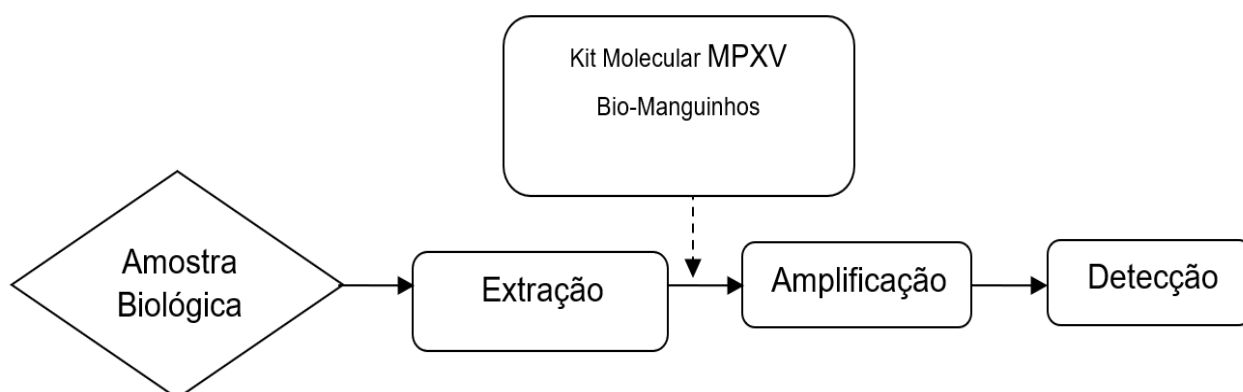 Kit Molecular MPXV
Bio-Manguinhos
Amostra
Biológica
Extração
Amplificação
Detecção